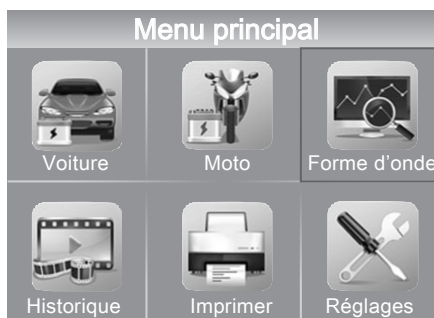 Menu principal
Voiture Moto Forme d'onde
Historique Imprimer Réglages